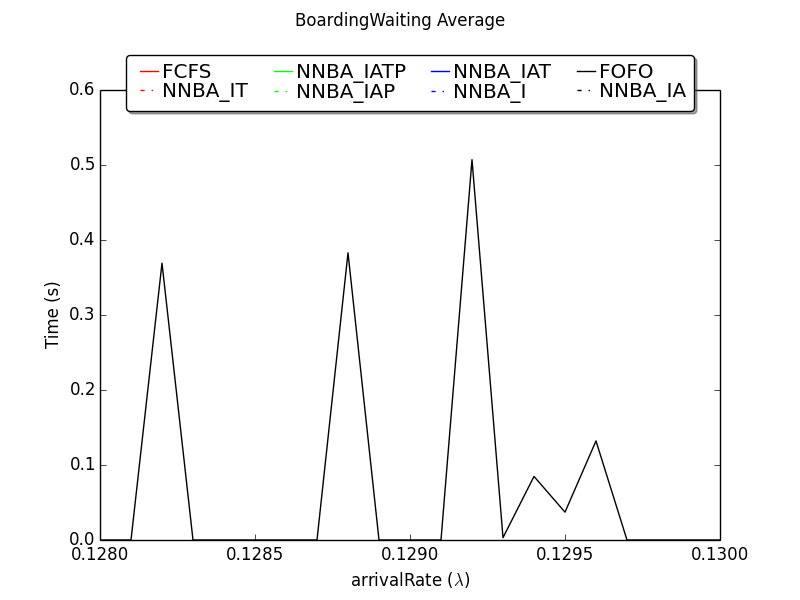 BoardingWaiting Average
FCFS NNBA_IATP NNBA_IAT FOFO
NNBA_IT NNBA_IAP NNBA_I NNBA_IA
0.6
0.5
0.4
0.3
0.2
0.1
0.0
Time (s)
0.1280 0.1285 0.1290 0.1295 0.1300
arrivalRate (λ)